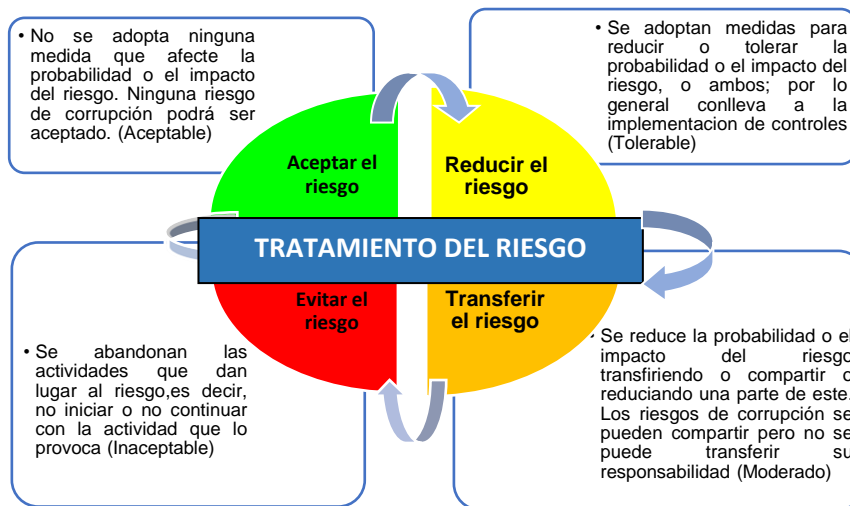 • No se adopta ninguna
medida que afecte la
probabilidad o el impacto
del riesgo. Ninguna riesgo
de corrupción podrá ser
aceptado. (Aceptable)
• Se adoptan medidas para
reducir o tolerar la
probabilidad o el impacto del
riesgo, o ambos; por lo
general conlleva a la
implementacion de controles
(Tolerable)
Aceptar el
riesgo
Reducir el
riesgo
TRATAMIENTO DEL RIESGO
Evitar el
riesgo
Transferir
el riesgo
• Se abandonan las
actividades que dan
lugar al riesgo,es decir,
no iniciar o no continuar
con la actividad que lo
provoca (Inaceptable)
• Se reduce la probabilidad o el
impacto del riesgo
transfiriendo o compartir o
reduciando una parte de este.
Los riesgos de corrupción se
pueden compartir pero no se
puede transferir su
responsabilidad (Moderado)